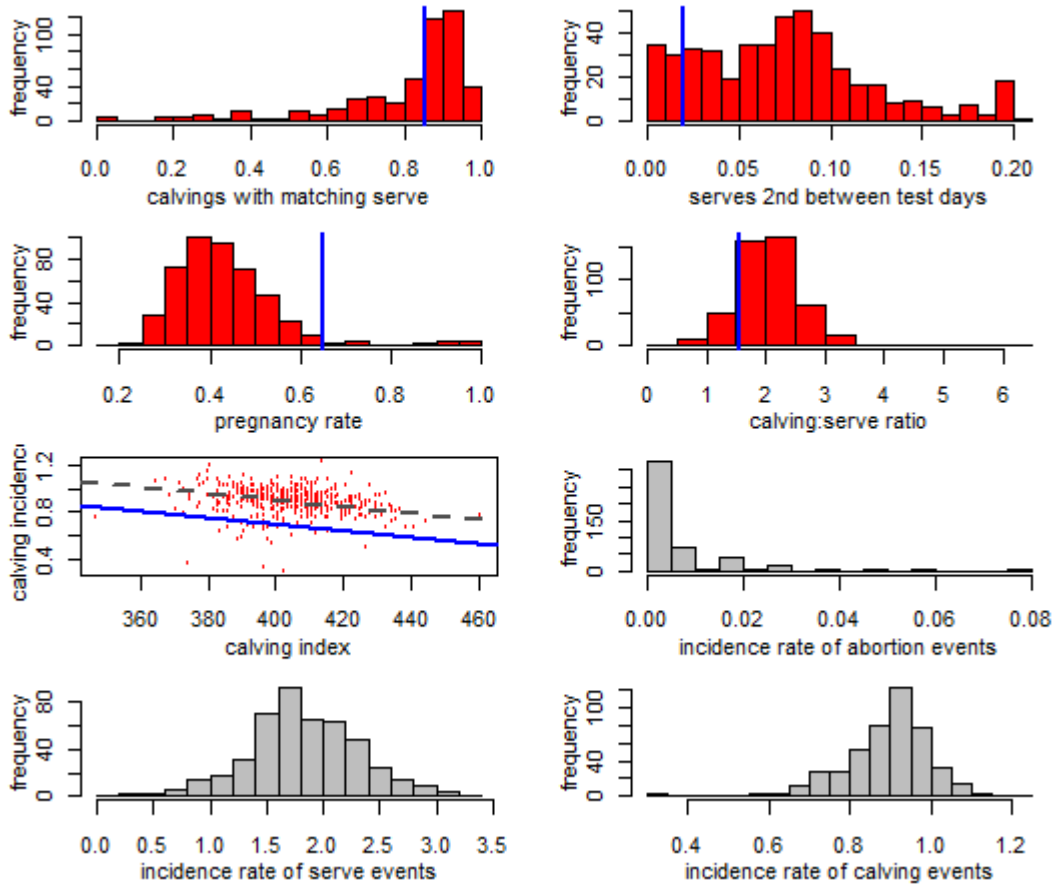 frequency
0 40 100
0.0 0.2 0.4 0.6 0.8 1.0
calvings with matching serve
frequency
0 20 40
0.00 0.05 0.10 0.15 0.20
serves 2nd between test days
frequency
0 40 80
0.2 0.4 0.6 0.8 1.0
pregnancy rate
frequency
0 100
0 1 2 3 4 5 6
calving:serve ratio
calving incidenc
0.4 0.8 1.2
360 380 400 420 440 460
calving index
frequency
0 150
0.00 0.02 0.04 0.06 0.08
incidence rate of abortion events
frequency
0 40 80
0.0 0.5 1.0 1.5 2.0 2.5 3.0 3.5
incidence rate of serve events
frequency
0 40 100
0.4 0.6 0.8 1.0 1.2
incidence rate of calving events